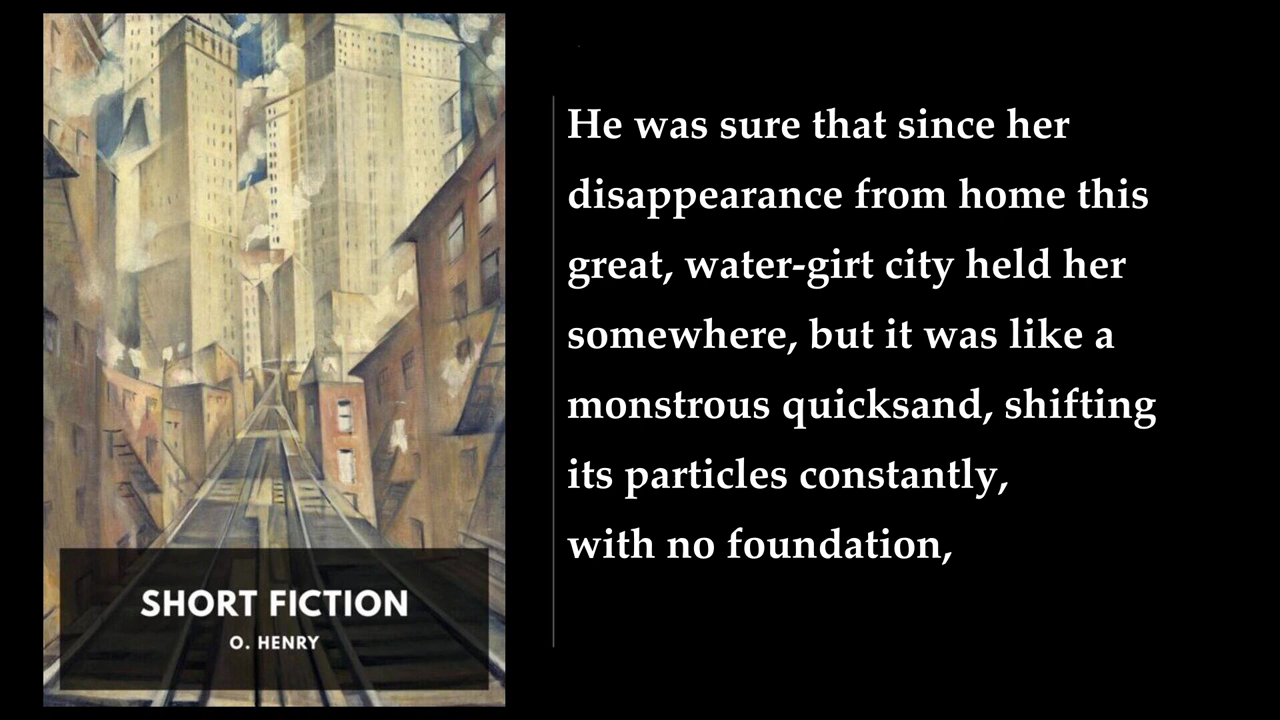 SHORT FICTION
O. HENRY
He was sure that since her
disappearance from home this
great, water-girt city held her
somewhere, but it was like a
monstrous quicksand, shifting
its particles constantly,
with no foundation,